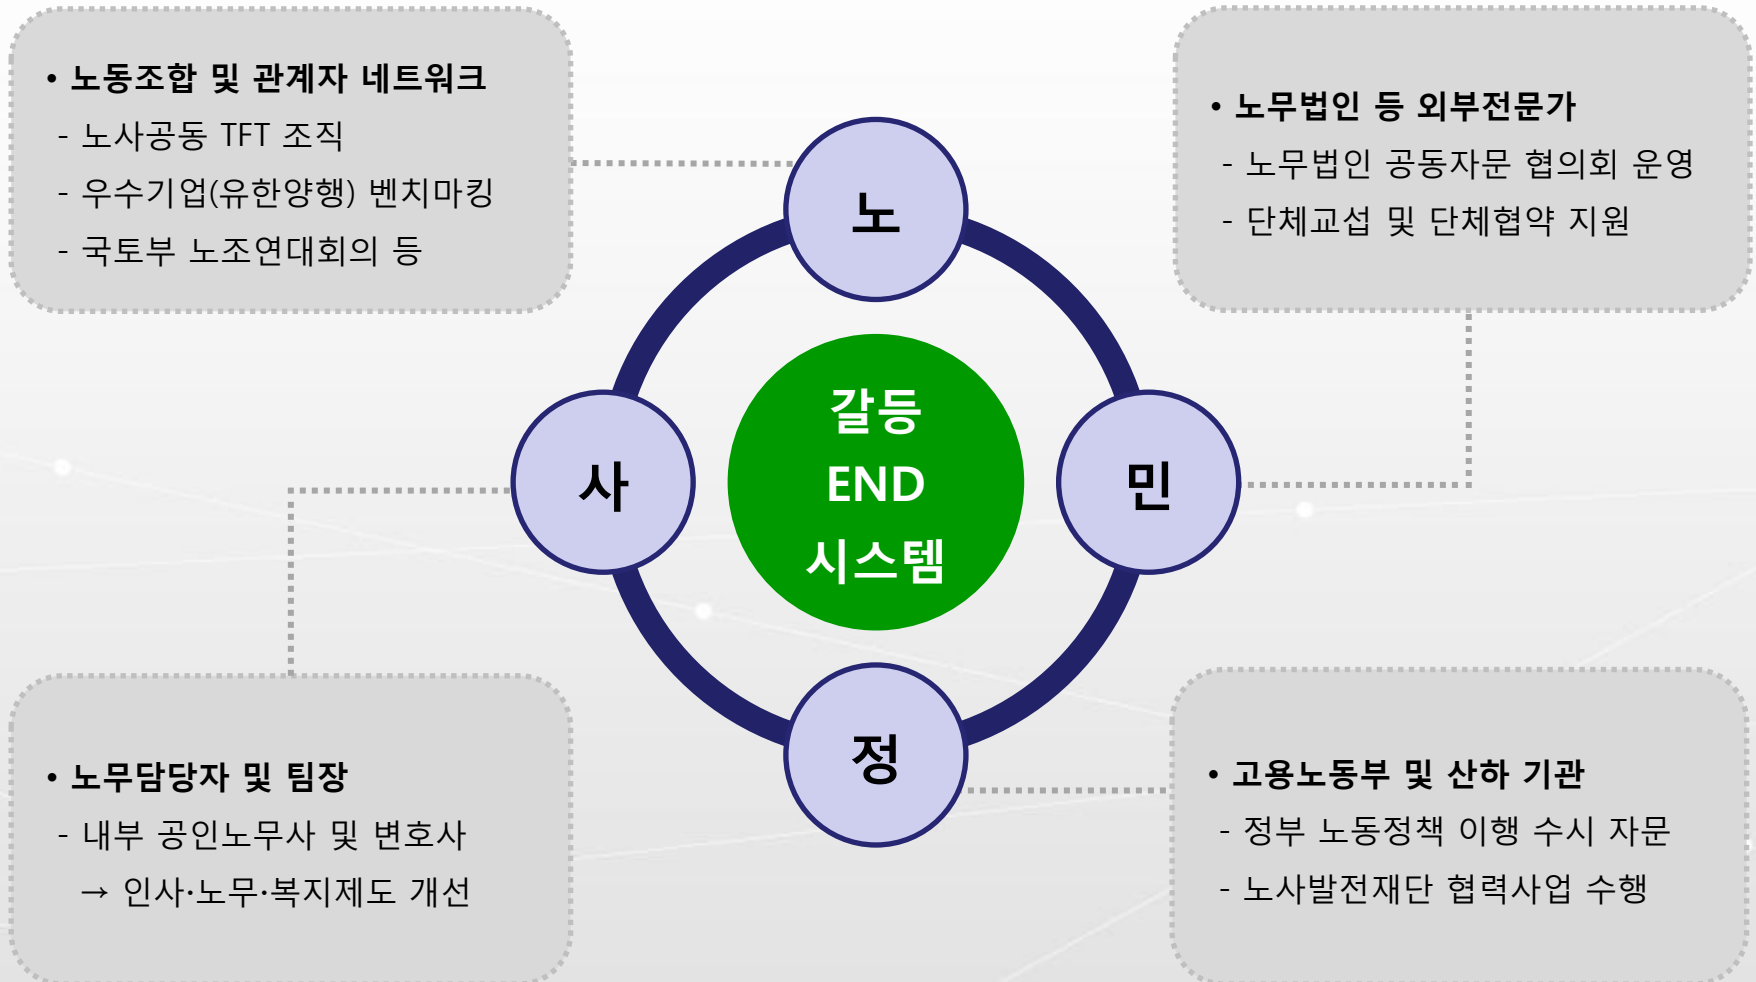 • 노동조합 및 관계자 네트워크
- 노사공동 TFT 조직
- 우수기업(유한양행) 벤치마킹
- 국토부 노조연대회의 등
• 노무법인 등 외부전문가
- 노무법인 공동자문 협의회 운영
- 단체교섭 및 단체협약 지원
노
사
갈등
END
시스템
민
정
• 노무담당자 및 팀장
- 내부 공인노무사 및 변호사
→ 인사·노무·복지제도 개선
• 고용노동부 및 산하 기관
- 정부 노동정책 이행 수시 자문
- 노사발전재단 협력사업 수행